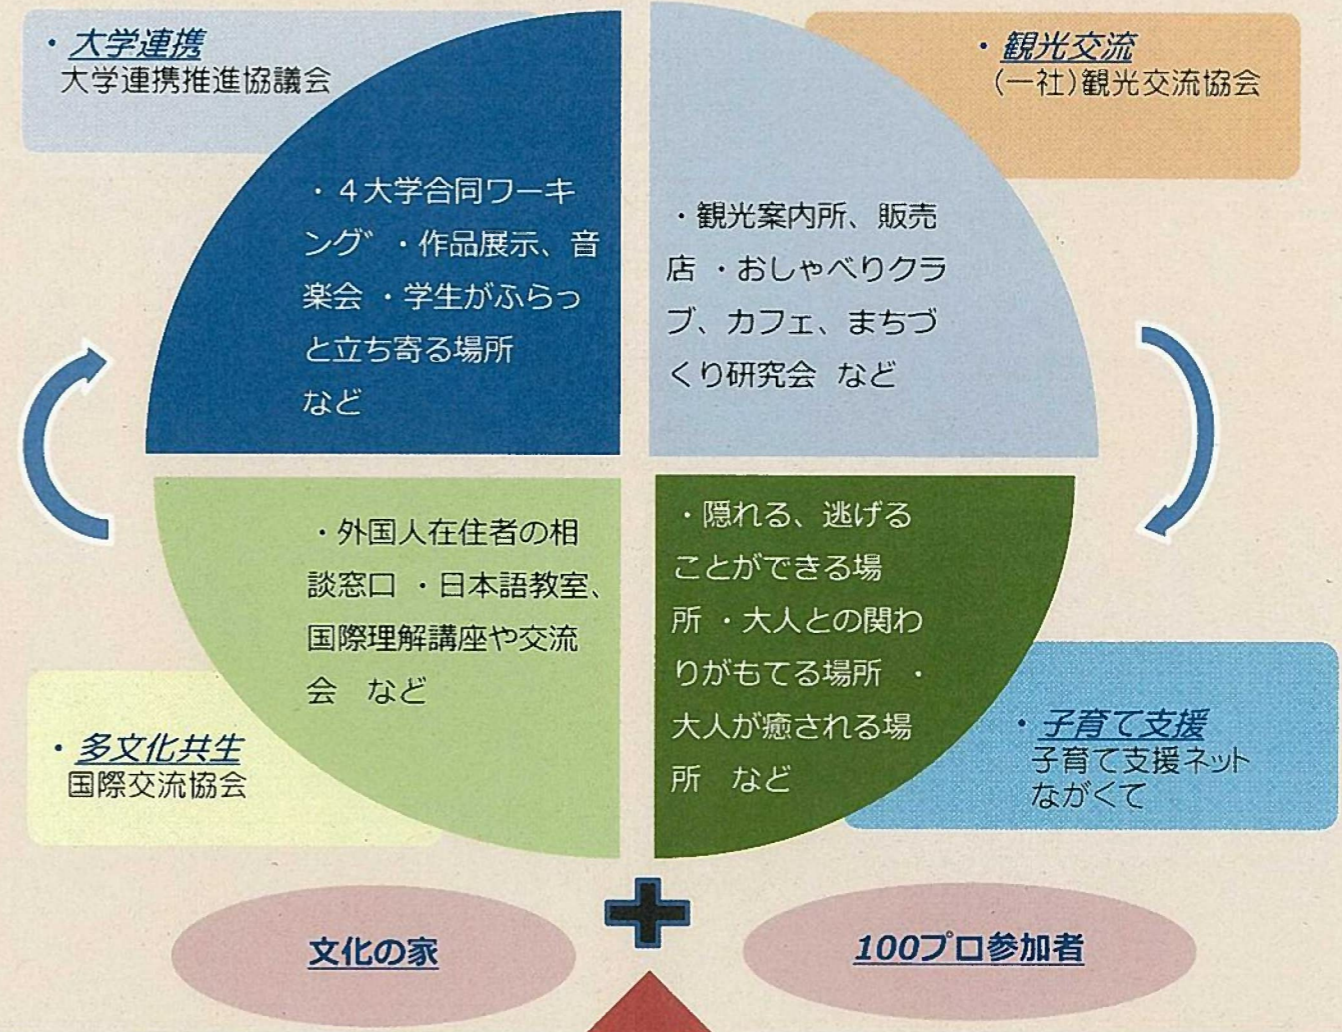 ・大学連携
大学連携推進協議会
・観光交流
(一社)観光交流協会
・４大学合同ワーキ
ング ・作品展示、音
楽会 ・学生がふらっ
と立ち寄る場所
など
・観光案内所、販売
店 ・おしゃべりクラ
ブ、カフェ、まちづ
くり研究会 など
・外国人在住者の相
談窓口 ・日本語教室、
国際理解講座や交流
会 など
・隠れる、逃げる
ことができる場
所 ・大人との関わ
りがもてる場所 ・
大人が癒される場
所 など
・多文化共生
国際交流協会
・子育て支援
子育て支援ネット
ながくて
文化の家
100プロ参加者